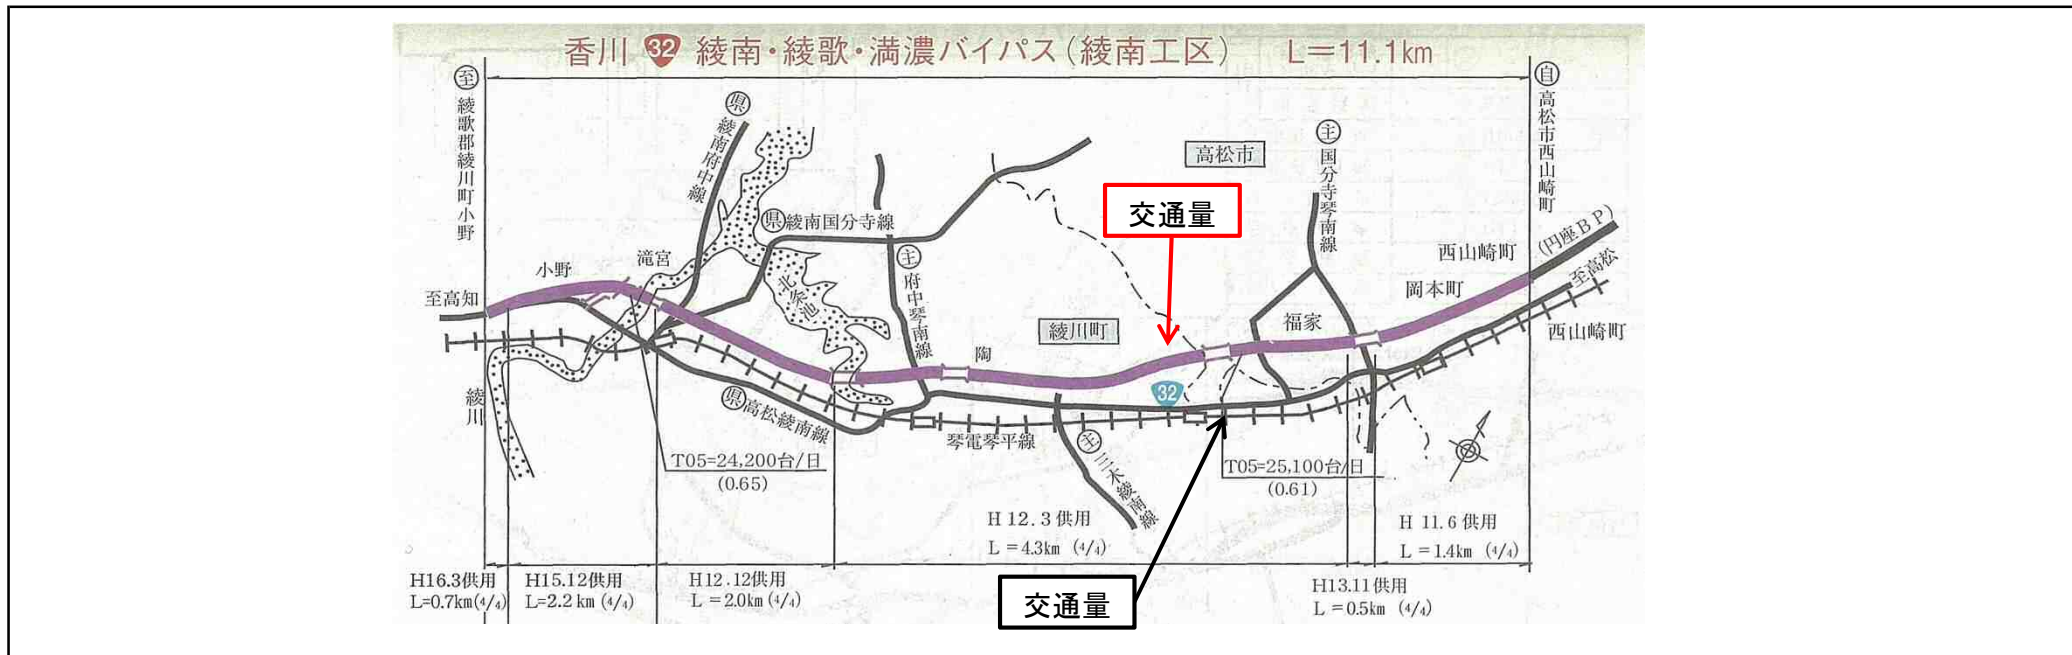 香川 32 綾南・綾歌・満濃バイパス(綾南工区) L=11.1km
至 綾歌郡綾川町小野
自 高松市西山崎町
県 綾南府中線
主 国分寺琴南線
高松市
交通量
県 綾南国分寺線
(円座BP)
西山崎町
至高松
滝宮
小野
主 府中琴南線
北条池
岡本町
至高知
綾川町
福家
西山崎町
陶
32
綾川
県 高松綾南線
琴電琴平線
主 三木綾南線
T05=24,200台/日
(0.65)
T05=25,100台/日
(0.61)
H12.3供用
L=4.3km (4/4)
H 11.6 供用
L=1.4km (4/4)
H16.3供用
L=0.7km(4/4)
H15.12供用
L=2.2km (4/4)
H12.12供用
L=2.0km(4/4)
交通量
H13.11供用
L=0.5km (4/4)